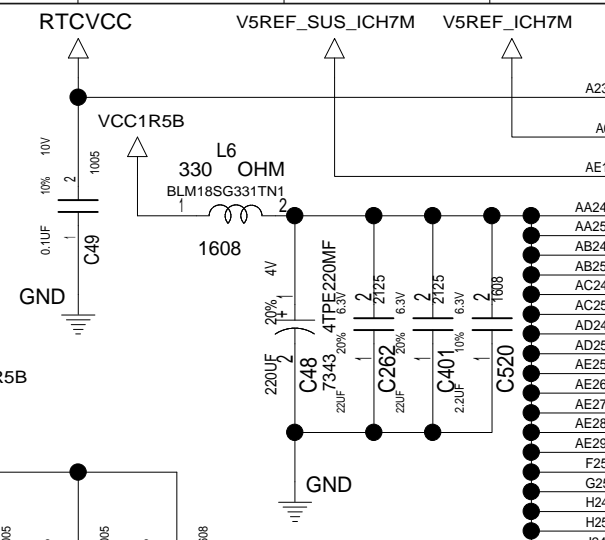 RTCVCC
V5REF_SUS_ICH7M
V5REF_ICH7M
A23
VCC1R5B
AE1
L6
330 OHM
BLM18SG331TN1
1 2
1608
10V
10%
0.1UF
2
1
1005
C49
GND
4V
20%
220UF
+
1
2
C48
4TPE220MF
7343
6.3V
20%
22UF
2
1
2125
C262
6.3V
20%
22UF
2
1
2125
C401
6.3V
10%
2.2UF
2
1
1608
C520
GND
AA24
AA25
AB24
AB25
AC24
AC25
AD24
AD25
AE25
AE26
AE27
AE28
AE29
F25
G25
H24
H25
R5B